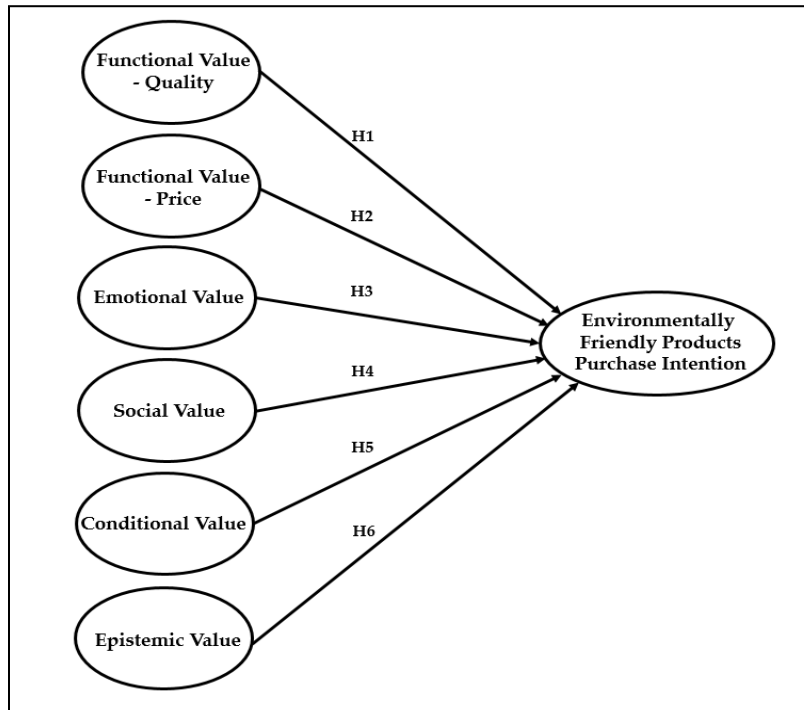 Functional Value
- Quality
H1
Functional Value
- Price
H2
Emotional Value
H3
Environmentally
Friendly Products
Purchase Intention
Social Value
H4
Conditional Value
H5
Epistemic Value
H6